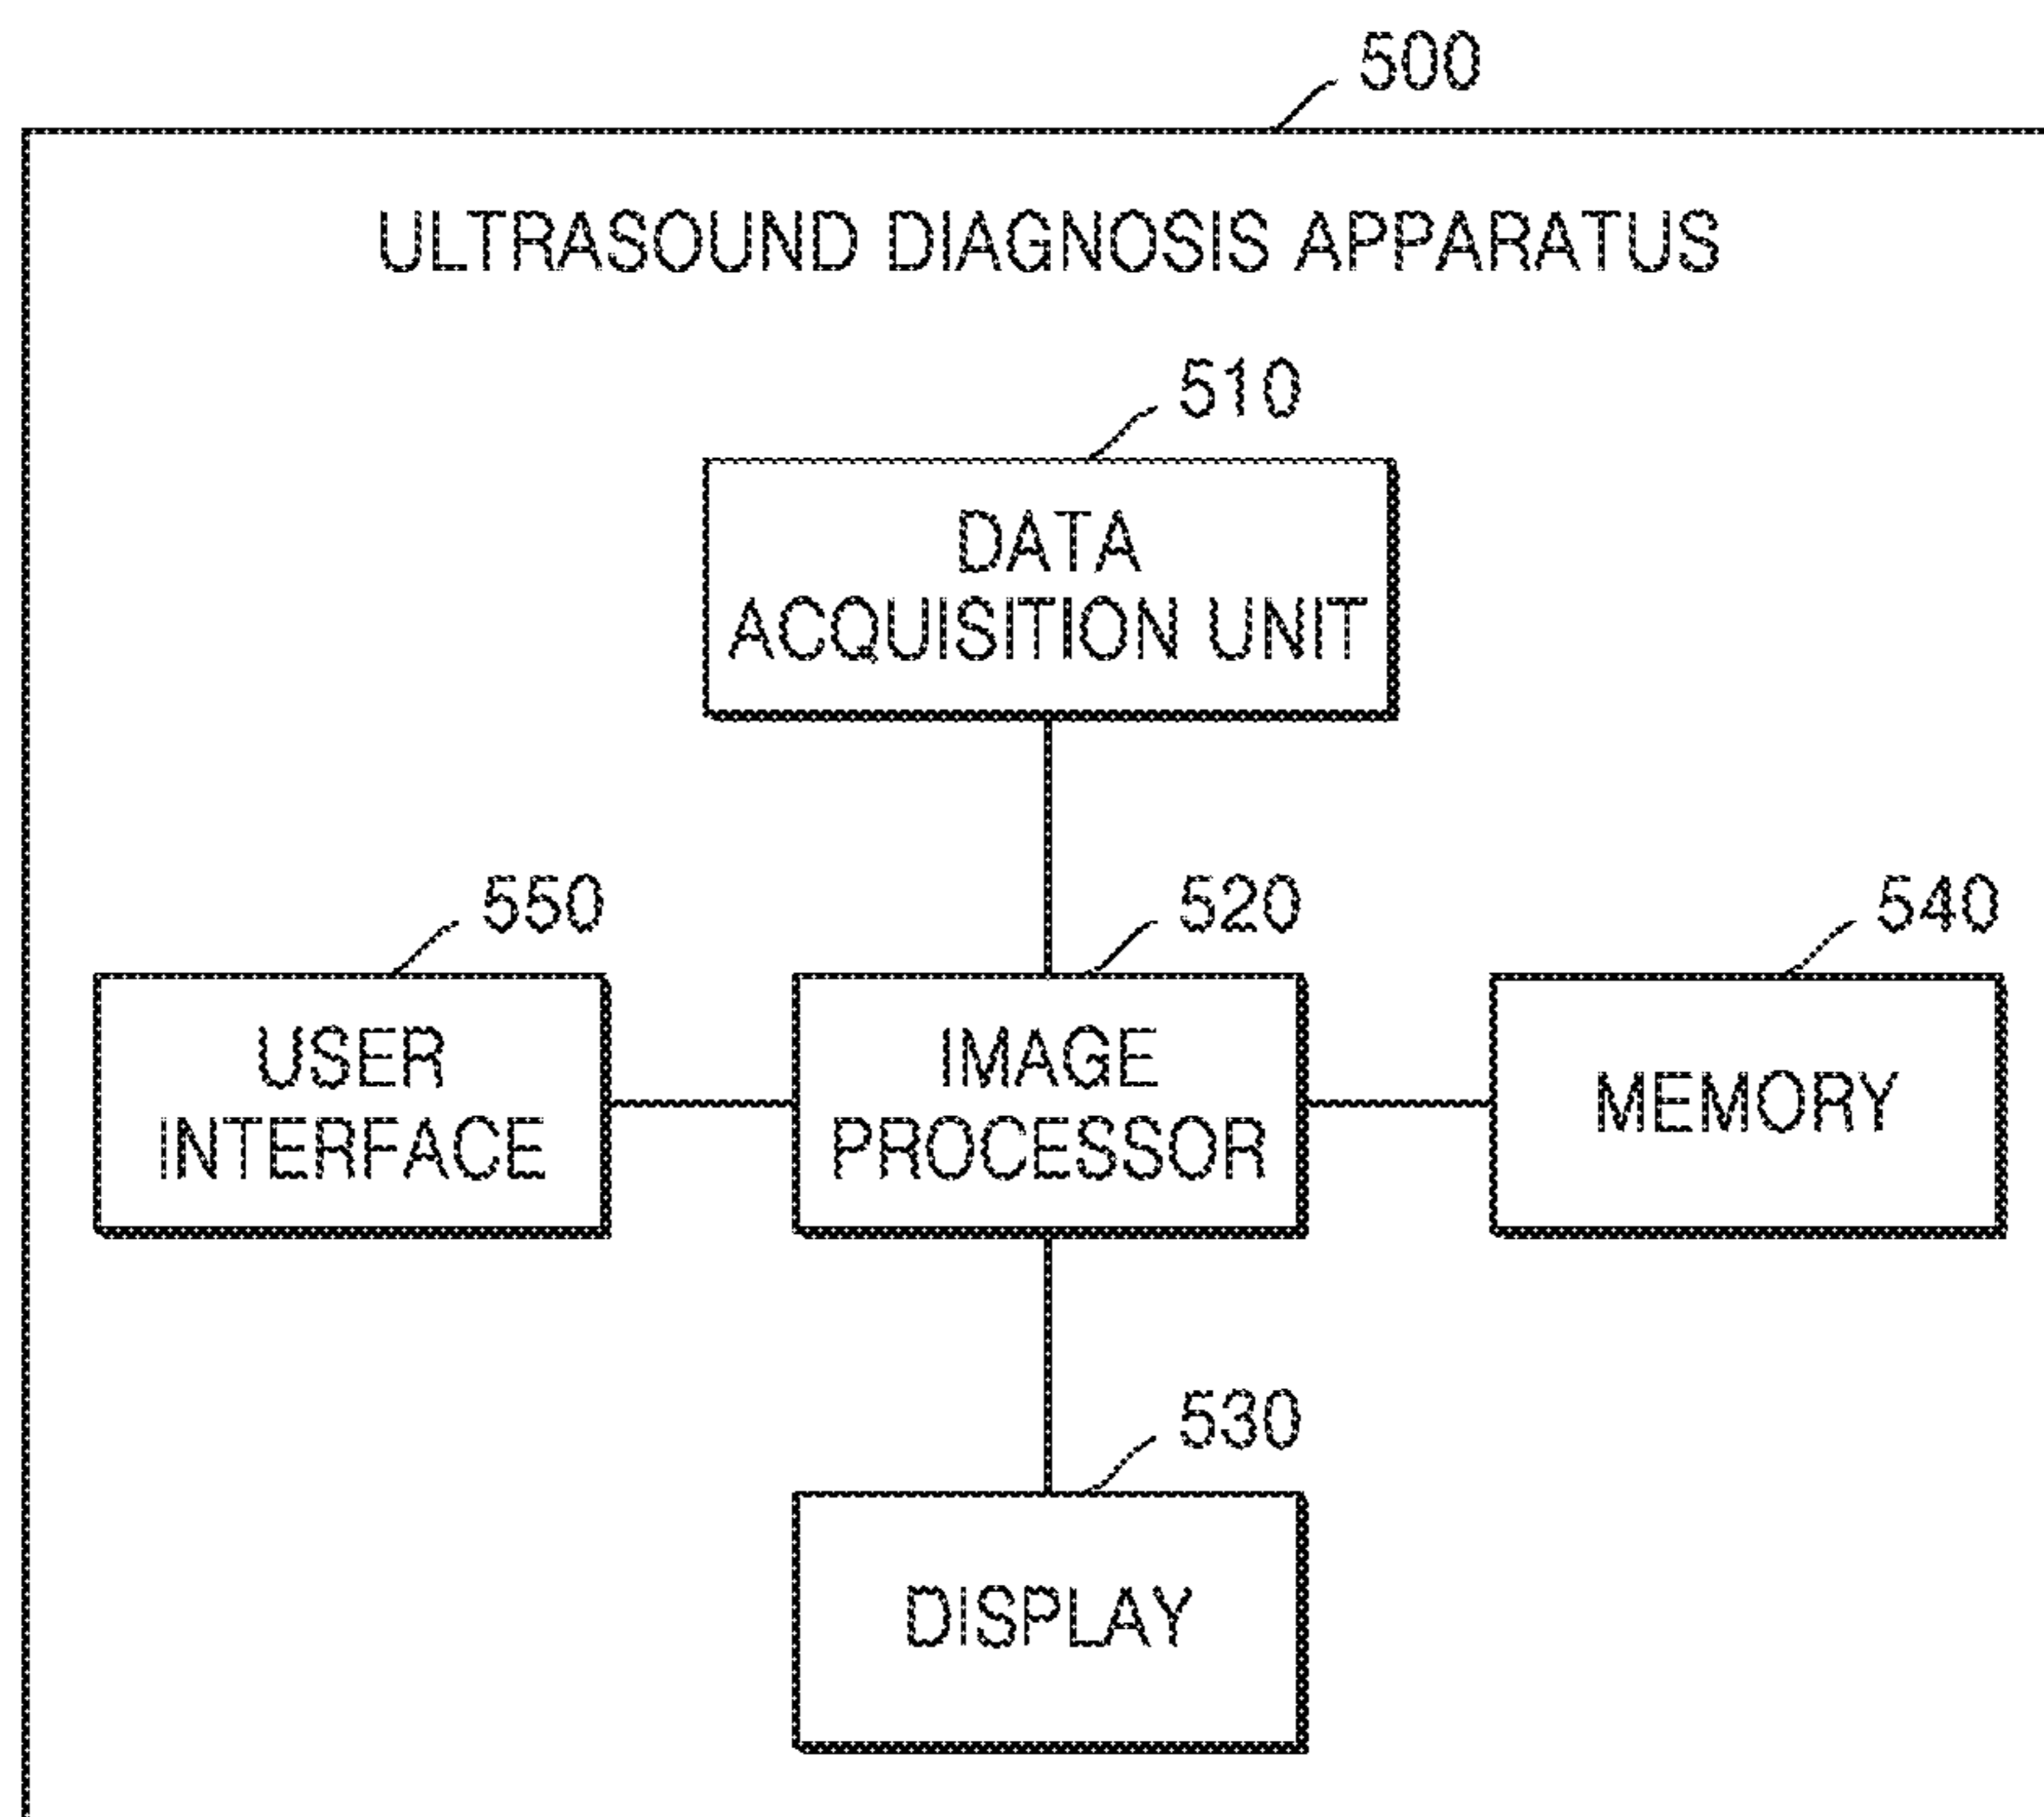 500
ULTRASOUND DIAGNOSIS APPARATUS
510
DATA
ACQUISITION UNIT
550
520
540
USER
INTERFACE
IMAGE
PROCESSOR
MEMORY
530
DISPLAY